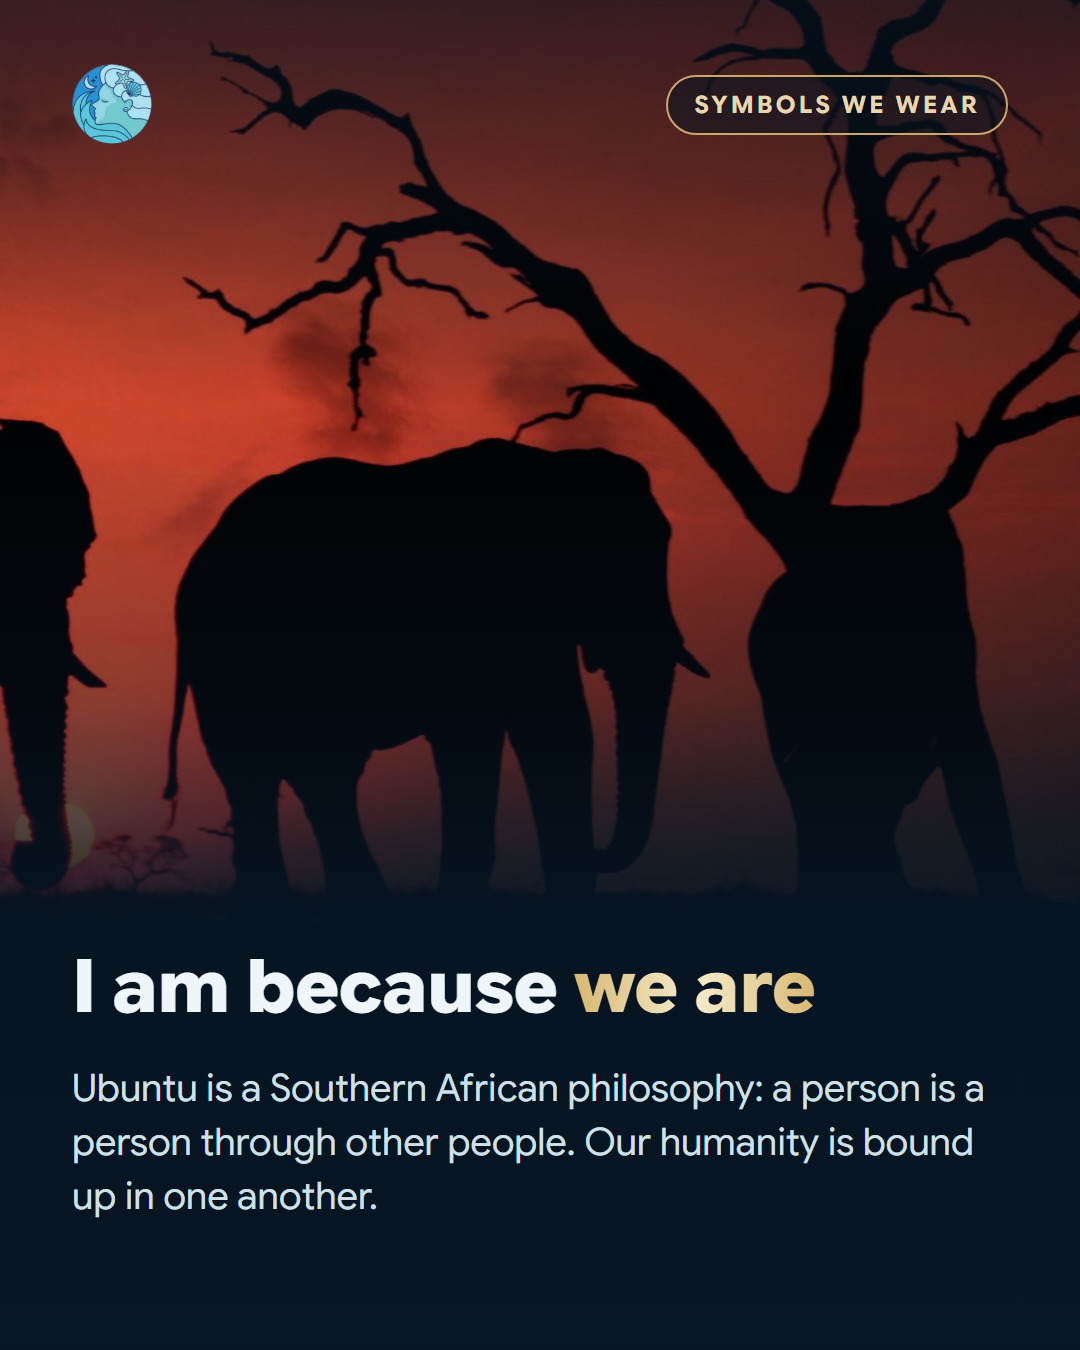 SYMBOLS WE WEAR
I am because we are
Ubuntu is a Southern African philosophy: a person is a
person through other people. Our humanity is bound
up in one another.